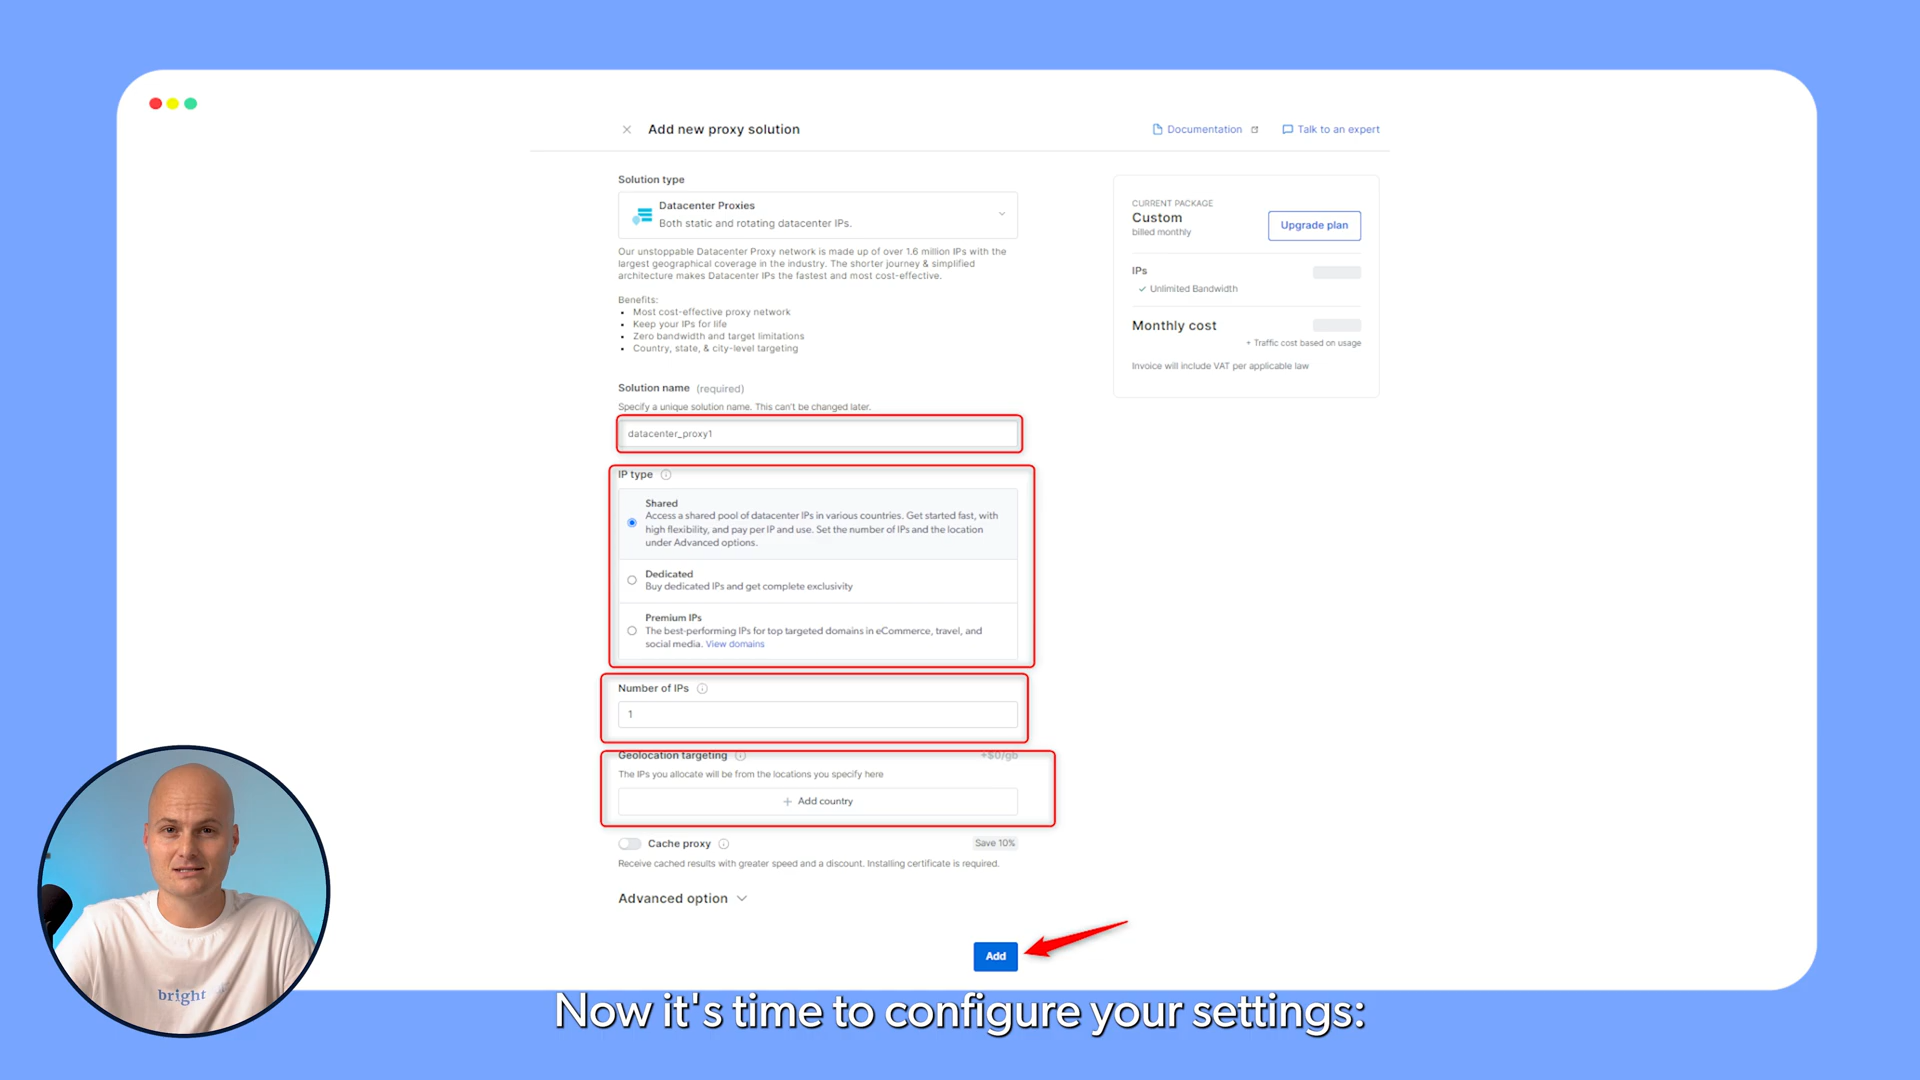 Add new proxy solution
Documentation
Talk to an expert
Solution type
Datacenter Proxies
Both static and rotating datacenter IPs.
Our unstoppable Datacenter Proxy network is made up of over 1.6 million IPs with the
largest geographical coverage in the industry. The shorter journey & simplified
architecture makes Datacenter IPs the fastest and most cost-effective.
Benefits:
• Most cost-effective proxy network
• Keep your IPs for life
• Zero bandwidth and target limitations
• Country, state, & city-level targeting
Solution name (required)
Specify a unique solution name. This can't be changed later.
datacenter_proxy1
IP type
Shared
Access a shared pool of datacenter IPs in various countries. Get started fast, with
high flexibility, and pay per IP and use. Set the number of IPs and the location
under Advanced options.
Dedicated
Buy dedicated IPs and get complete exclusivity
Premium IPs
The best-performing IPs for top targeted domains in eCommerce, travel, and
social media. View domains
Number of IPs
1
Geolocation targeting +$0/gb
The IPs you allocate will be from the locations you specify here
+ Add country
Cache proxy Save 10%
Receive cached results with greater speed and a discount. Installing certificate is required.
Advanced option
Add
CURRENT PACKAGE
Custom
billed monthly
Upgrade plan
IPs
Unlimited Bandwidth
Monthly cost
+ Traffic cost based on usage
Invoice will include VAT per applicable law
bright
Now it's time to configure your settings: